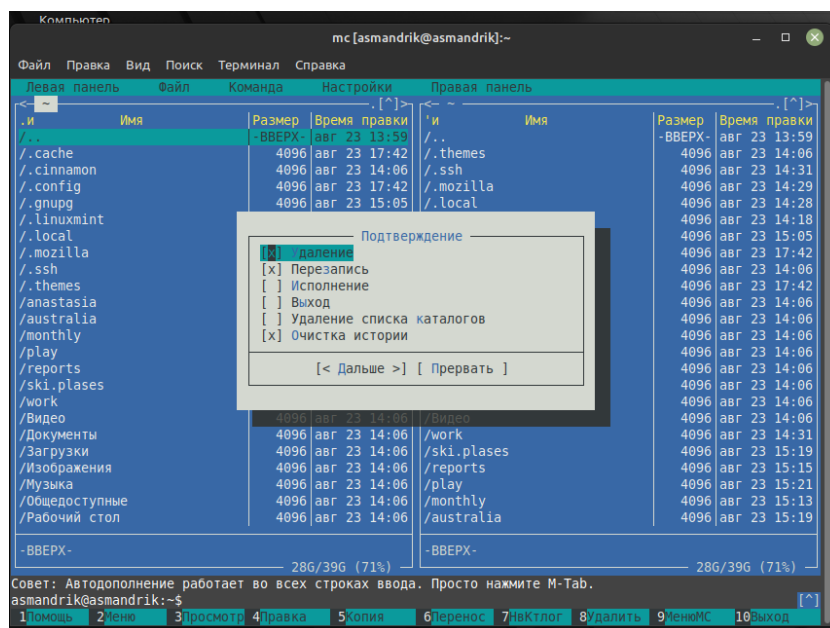 Компьютер
mc [asmandrik@asmandrik]:~
Файл Правка Вид Поиск Терминал Справка
Левая панель Файл Команда Настройки Правая панель
<— ~ .[^]> <— ~ .[^]>
.и Имя Размер Время правки 'и Имя Размер Время правки
/.. -ВВЕРХ- авг 23 13:59 /.. -ВВЕРХ- авг 23 13:59
/.cache 4096 авг 23 17:42 /.themes 4096 авг 23 14:06
/.cinnamon 4096 авг 23 14:06 /.ssh 4096 авг 23 14:31
/.config 4096 авг 23 17:42 /.mozilla 4096 авг 23 14:29
/.gnupg 4096 авг 23 15:05 /.local 4096 авг 23 14:28
/.linuxmint 4096 авг 23 14:18
/.local Подтверждение 4096 авг 23 15:05
/.mozilla [x] Удаление 4096 авг 23 17:42
/.ssh [x] Перезапись 4096 авг 23 14:06
/.themes [ ] Исполнение 4096 авг 23 17:42
/anastasia [ ] Выход 4096 авг 23 14:06
/australia [ ] Удаление списка каталогов 4096 авг 23 14:06
/monthly [x] Очистка истории 4096 авг 23 14:06
/play 4096 авг 23 14:06
/reports [< Дальше >] [ Прервать ] 4096 авг 23 14:06
/ski.plases 4096 авг 23 14:06
/work 4096 авг 23 14:06
/Видео 4096 авг 23 14:06 /Видео 4096 авг 23 14:06
/Документы 4096 авг 23 14:06 /work 4096 авг 23 14:31
/Загрузки 4096 авг 23 14:06 /ski.plases 4096 авг 23 15:19
/Изображения 4096 авг 23 14:06 /reports 4096 авг 23 15:15
/Музыка 4096 авг 23 14:06 /play 4096 авг 23 15:21
/Общедоступные 4096 авг 23 14:06 /monthly 4096 авг 23 15:13
/Рабочий стол 4096 авг 23 14:06 /australia 4096 авг 23 15:19
-ВВЕРХ- -ВВЕРХ-
28G/39G (71%) 28G/39G (71%)
Совет: Автодополнение работает во всех строках ввода. Просто нажмите M-Tab.
asmandrik@asmandrik:~$ [^]
1Помощь 2Меню 3Просмотр 4Правка 5Копия 6Перенос 7НвКтлог 8Удалить 9МенюМС 10Выход